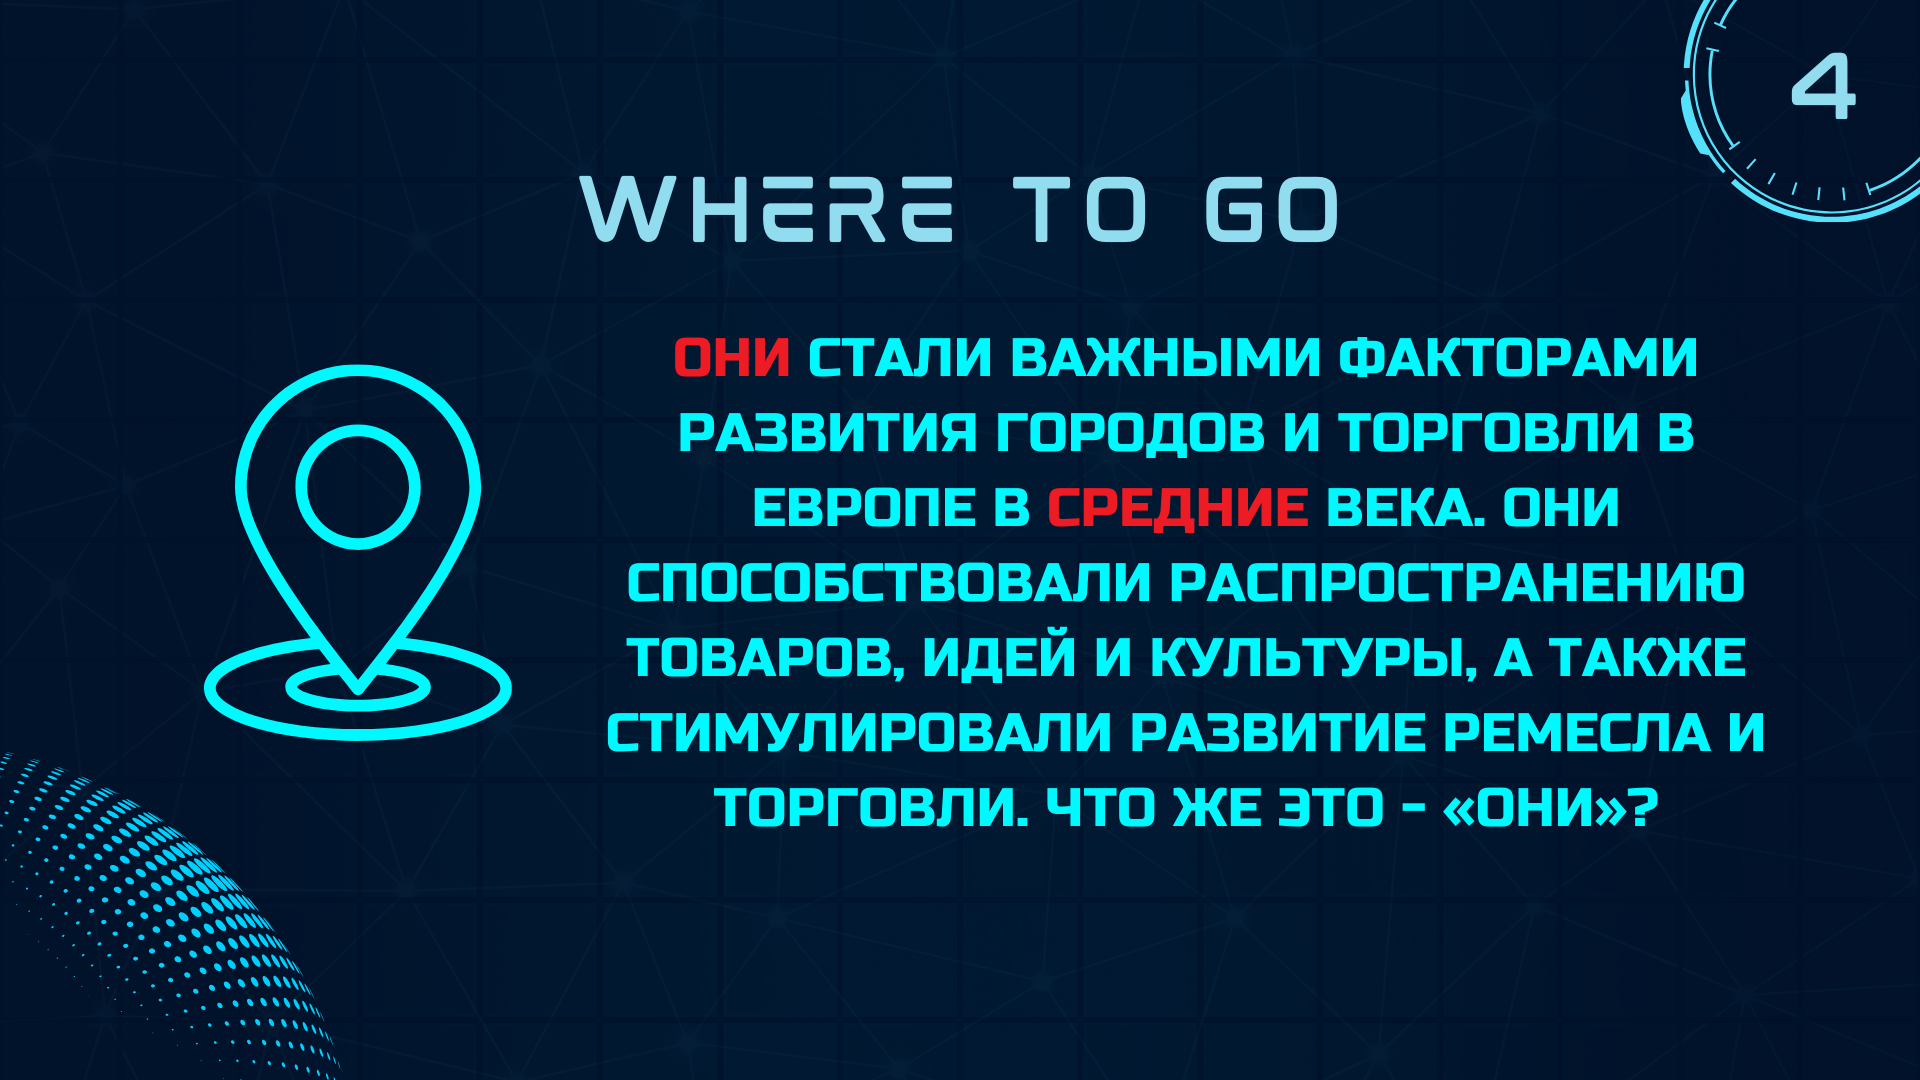 4
WHERE TO GO
ОНИ СТАЛИ ВАЖНЫМИ ФАКТОРАМИ
РАЗВИТИЯ ГОРОДОВ И ТОРГОВЛИ В
ЕВРОПЕ В СРЕДНИЕ ВЕКА. ОНИ
СПОСОБСТВОВАЛИ РАСПРОСТРАНЕНИЮ
ТОВАРОВ, ИДЕЙ И КУЛЬТУРЫ, А ТАКЖЕ
СТИМУЛИРОВАЛИ РАЗВИТИЕ РЕМЕСЛА И
ТОРГОВЛИ. ЧТО ЖЕ ЭТО - «ОНИ»?